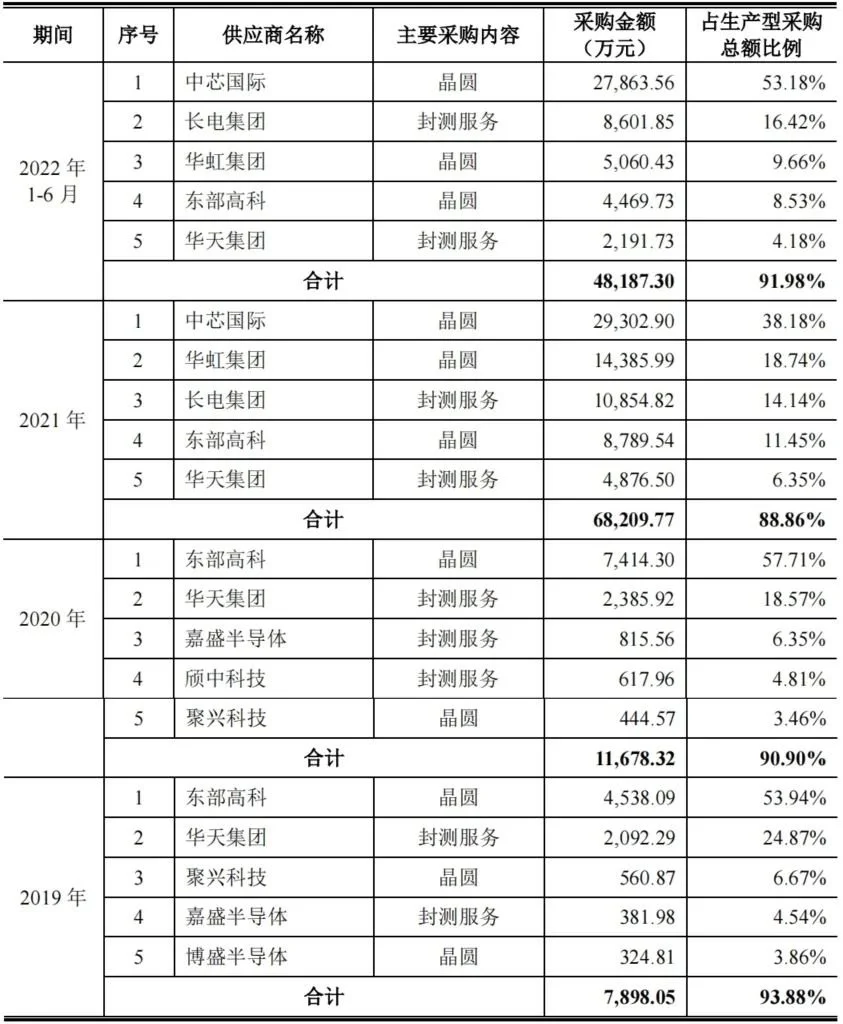 期间 序号 供应商名称 主要采购内容 采购金额（万元） 占生产型采购总额比例
2022 年 1-6 月
1 中芯国际 晶圆 27,863.56 53.18%
2 长电集团 封测服务 8,601.85 16.42%
3 华虹集团 晶圆 5,060.43 9.66%
4 东部高科 晶圆 4,469.73 8.53%
5 华天集团 封测服务 2,191.73 4.18%
合计 48,187.30 91.98%
2021 年
1 中芯国际 晶圆 29,302.90 38.18%
2 华虹集团 晶圆 14,385.99 18.74%
3 长电集团 封测服务 10,854.82 14.14%
4 东部高科 晶圆 8,789.54 11.45%
5 华天集团 封测服务 4,876.50 6.35%
合计 68,209.77 88.86%
2020 年
1 东部高科 晶圆 7,414.30 57.71%
2 华天集团 封测服务 2,385.92 18.57%
3 嘉盛半导体 封测服务 815.56 6.35%
4 颀中科技 封测服务 617.96 4.81%
5 聚兴科技 晶圆 444.57 3.46%
合计 11,678.32 90.90%
2019 年
1 东部高科 晶圆 4,538.09 53.94%
2 华天集团 封测服务 2,092.29 24.87%
3 聚兴科技 晶圆 560.87 6.67%
4 嘉盛半导体 封测服务 381.98 4.54%
5 博盛半导体 晶圆 324.81 3.86%
合计 7,898.05 93.88%